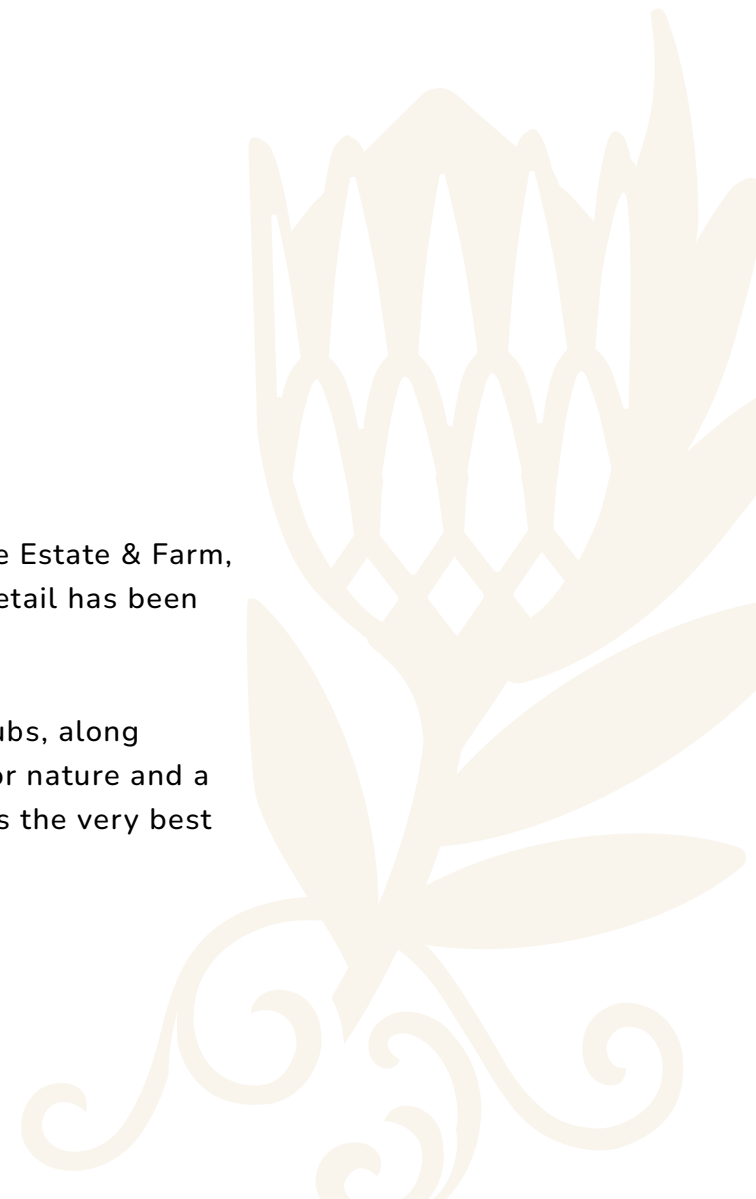 e Estate & Farm,
etail has been
ubs, along
or nature and a
s the very best